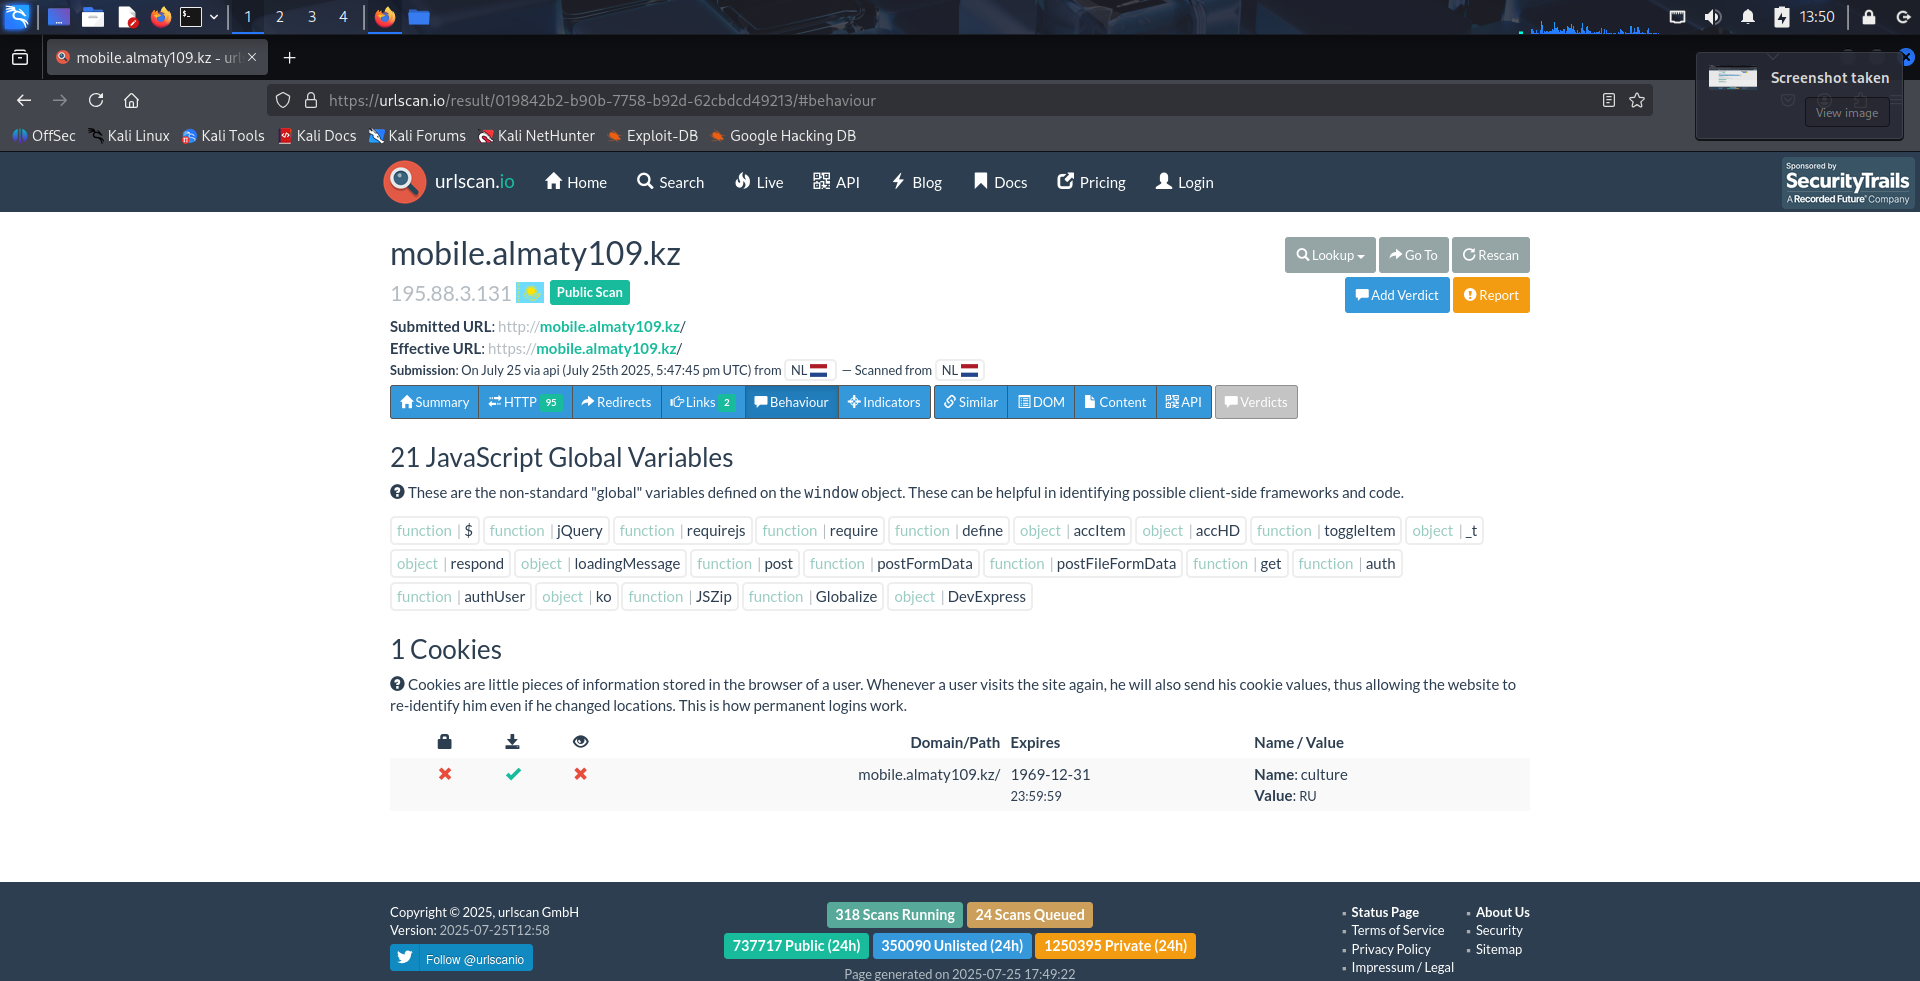 1 2 3 4 13:50
mobile.almaty109.kz - url
Screenshot taken
View image
https://urlscan.io/result/019842b2-b90b-7758-b92d-62cbdcd49213/#behaviour
OffSec Kali Linux Kali Tools Kali Docs Kali Forums Kali NetHunter Exploit-DB Google Hacking DB
urlscan.io Home Search Live API Blog Docs Pricing Login
Sponsored by
SecurityTrails
A Recorded Future® Company
mobile.almaty109.kz
Lookup Go To Rescan
195.88.3.131 Public Scan
Add Verdict Report
Submitted URL: http://mobile.almaty109.kz/
Effective URL: https://mobile.almaty109.kz/
Submission: On July 25 via api (July 25th 2025, 5:47:45 pm UTC) from NL — Scanned from NL
Summary HTTP 95 Redirects Links 2 Behaviour Indicators Similar DOM Content API Verdicts
21 JavaScript Global Variables
These are the non-standard "global" variables defined on the window object. These can be helpful in identifying possible client-side frameworks and code.
function | $ function | jQuery function | requirejs function | require function | define object | accItem object | accHD function | toggleItem object | _t
object | respond object | loadingMessage function | post function | postFormData function | postFileFormData function | get function | auth
function | authUser object | ko function | JSZip function | Globalize object | DevExpress
1 Cookies
Cookies are little pieces of information stored in the browser of a user. Whenever a user visits the site again, he will also send his cookie values, thus allowing the website to
re-identify him even if he changed locations. This is how permanent logins work.
Domain/Path Expires Name / Value
mobile.almaty109.kz/ 1969-12-31 Name: culture
23:59:59 Value: RU
Copyright © 2025, urlscan GmbH
Version: 2025-07-25T12:58
Follow @urlscanio
318 Scans Running 24 Scans Queued
737717 Public (24h) 350090 Unlisted (24h) 1250395 Private (24h)
Page generated on 2025-07-25 17:49:22
Status Page
Terms of Service
Privacy Policy
Impressum / Legal
About Us
Security
Sitemap